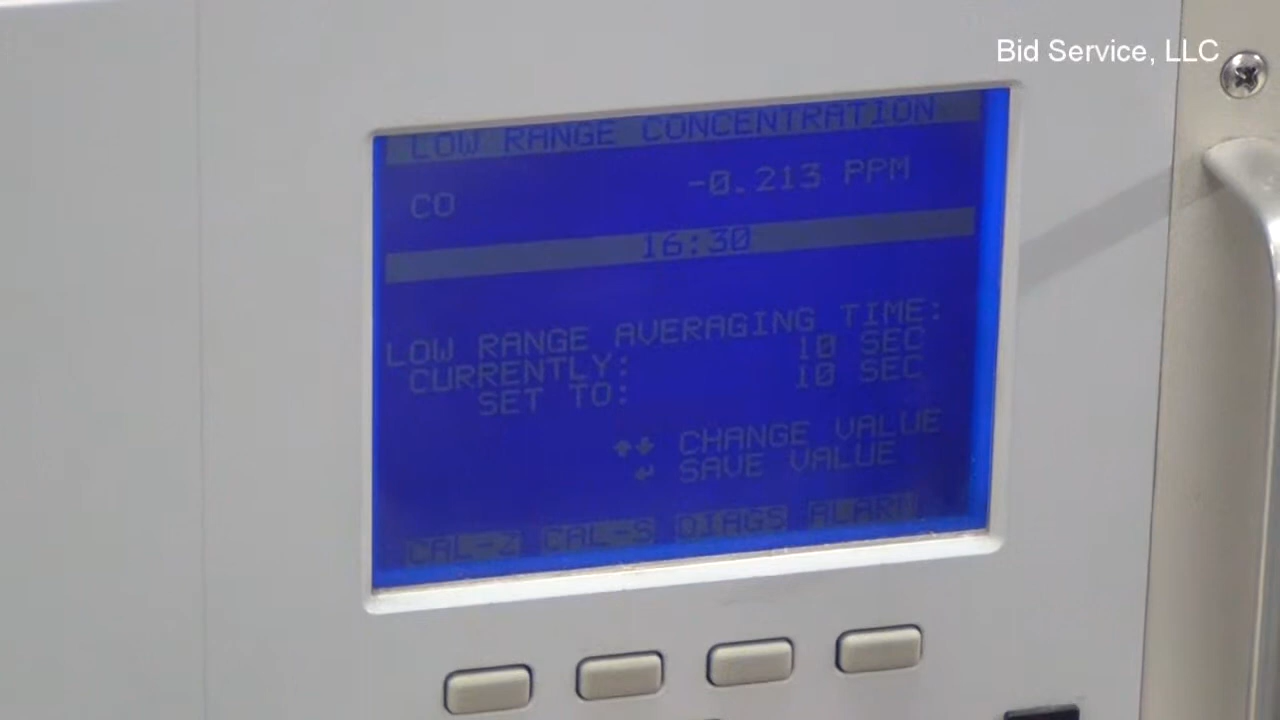 Bid Service, LLC
LOW RANGE CONCENTRATION
CO -0.213 PPM
16:30
LOW RANGE AVERAGING TIME:
CURRENTLY: 10 SEC
SET TO: 10 SEC
CHANGE VALUE
SAVE VALUE
CAL-Z CAL-S DIAGS ALARM